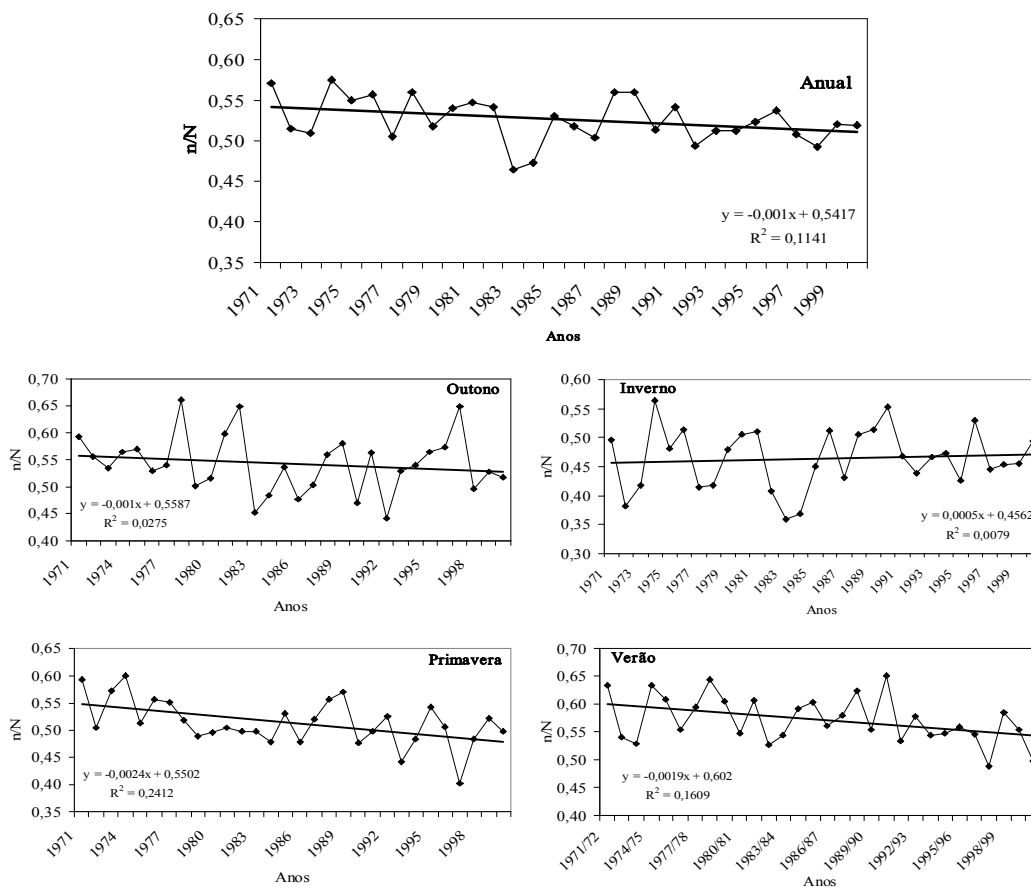 Anual
n/N
0,65
0,60
0,55
0,50
0,45
0,40
0,35
y = -0,001x + 0,5417
R² = 0,1141
1971 1973 1975 1977 1979 1981 1983 1985 1987 1989 1991 1993 1995 1997 1999
Anos
Outono
n/N
0,70
0,65
0,60
0,55
0,50
0,45
0,40
y = -0,001x + 0,5587
R² = 0,0275
1971 1974 1977 1980 1983 1986 1989 1992 1995 1998
Anos
Inverno
n/N
0,60
0,55
0,50
0,45
0,40
0,35
0,30
y = 0,0005x + 0,4562
R² = 0,0079
1971 1973 1975 1977 1979 1981 1983 1985 1987 1989 1991 1993 1995 1997 1999
Anos
Primavera
n/N
0,65
0,60
0,55
0,50
0,45
0,40
0,35
y = -0,0024x + 0,5502
R² = 0,2412
1971 1974 1977 1980 1983 1986 1989 1992 1995 1998
Anos
Verão
n/N
0,70
0,65
0,60
0,55
0,50
0,45
0,40
y = -0,0019x + 0,602
R² = 0,1609
1971/72 1974/75 1977/78 1980/81 1983/84 1986/87 1989/90 1992/93 1995/96 1998/99
Anos